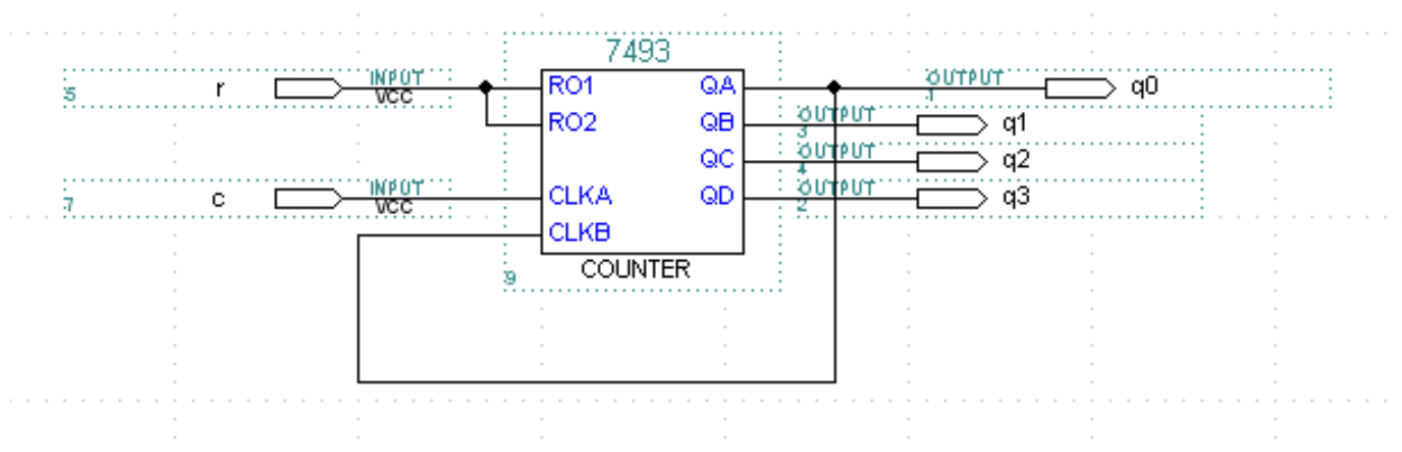 7493
r INPUT VCC RO1 QA OUTPUT q0
5 1
RO2 QB OUTPUT q1
3
QC OUTPUT q2
4
c INPUT VCC CLKA QD OUTPUT q3
7 2
CLKB
COUNTER
9